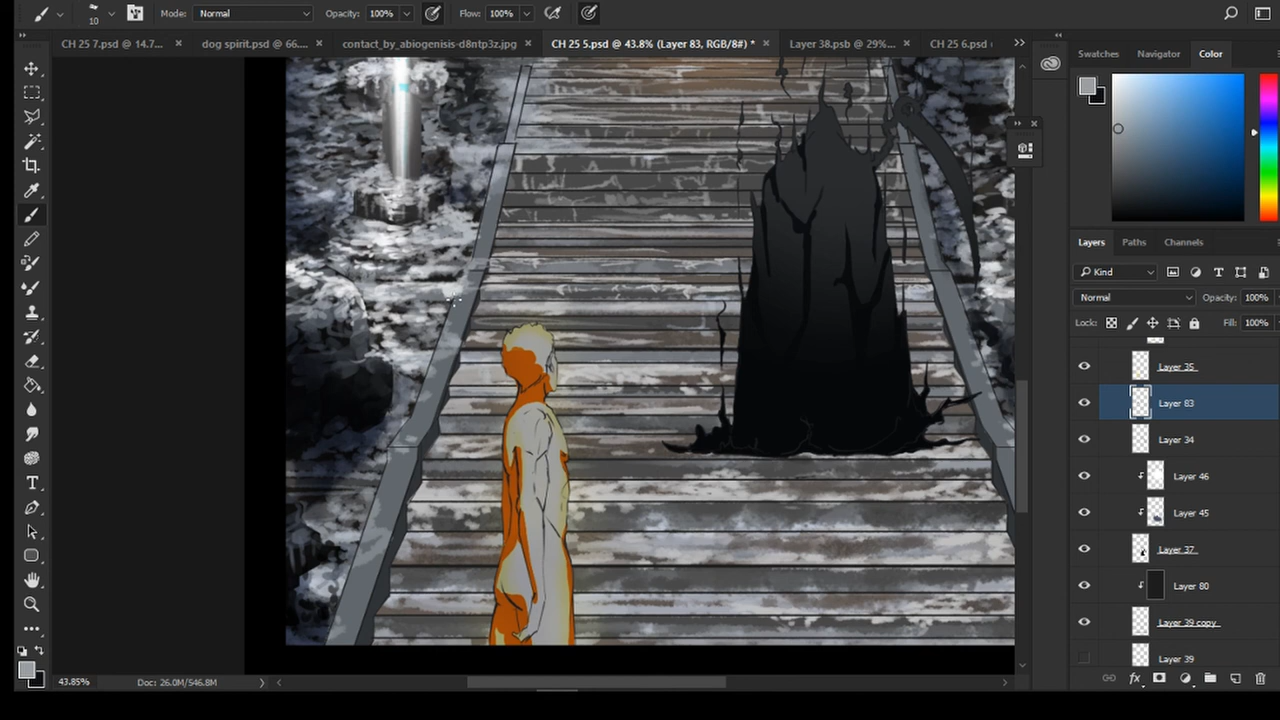 10 Mode: Normal Opacity: 100% Flow: 100%
CH 25 7.psd @ 14.7... × dog spirit.psd @ 66.... × contact_by_abiogenisis-d8ntp3z.jpg × CH 25 5.psd @ 43.8% (Layer 83, RGB/8#) * × Layer 38.psb @ 29%... × CH 25 6.psd
Swatches Navigator Color
Layers Paths Channels
Kind
Normal Opacity: 100%
Lock: Fill: 100%
Layer 35
Layer 83
Layer 34
Layer 46
Layer 45
Layer 37
Layer 80
Layer 39 copy
Layer 39
43.85% Doc: 26.0M/546.8M